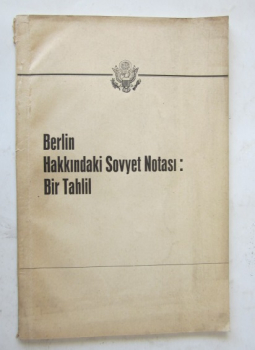 Berlin
Hakkındaki Sovyet Notası :
Bir Tahlil